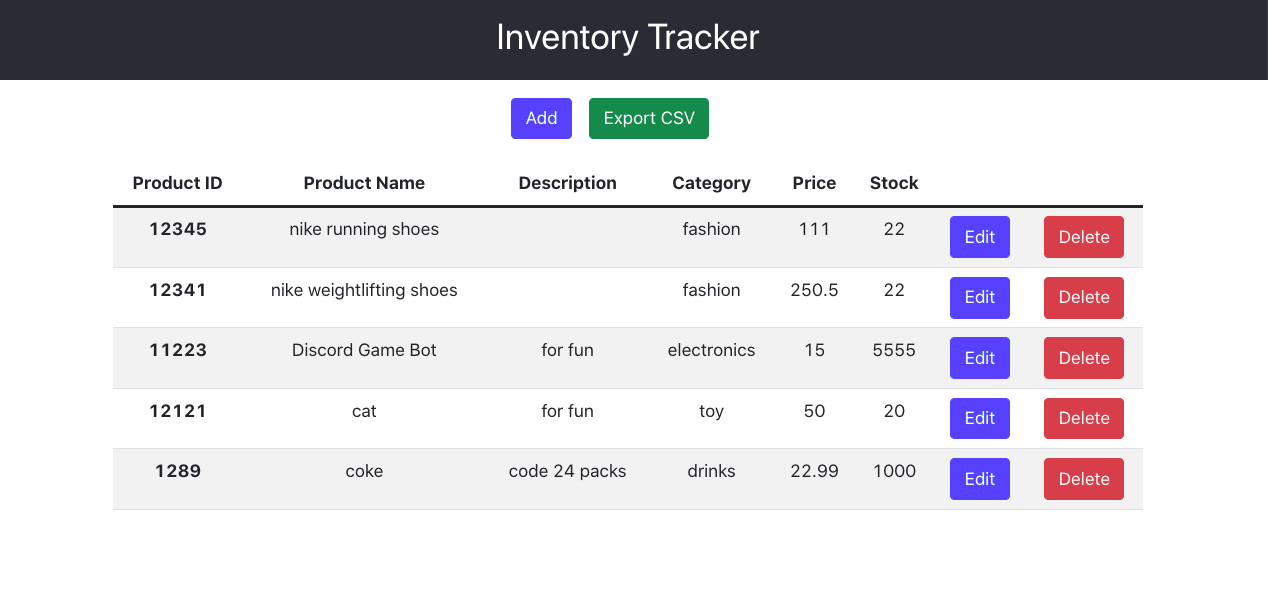 Inventory Tracker
Add Export CSV
Product ID Product Name Description Category Price Stock
12345 nike running shoes fashion 111 22 Edit Delete
12341 nike weightlifting shoes fashion 250.5 22 Edit Delete
11223 Discord Game Bot for fun electronics 15 5555 Edit Delete
12121 cat for fun toy 50 20 Edit Delete
1289 coke code 24 packs drinks 22.99 1000 Edit Delete